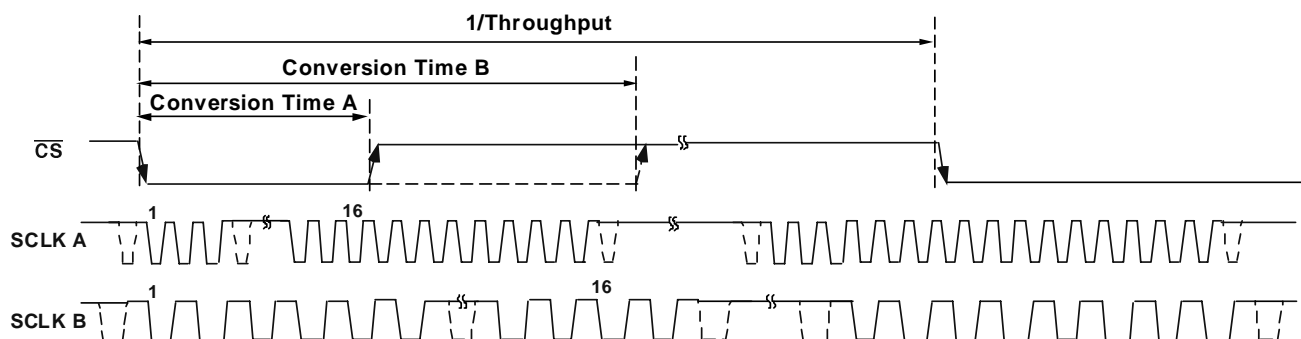 1/Throughput
Conversion Time B
Conversion Time A
CS
1
16
SCLK A
1
16
SCLK B